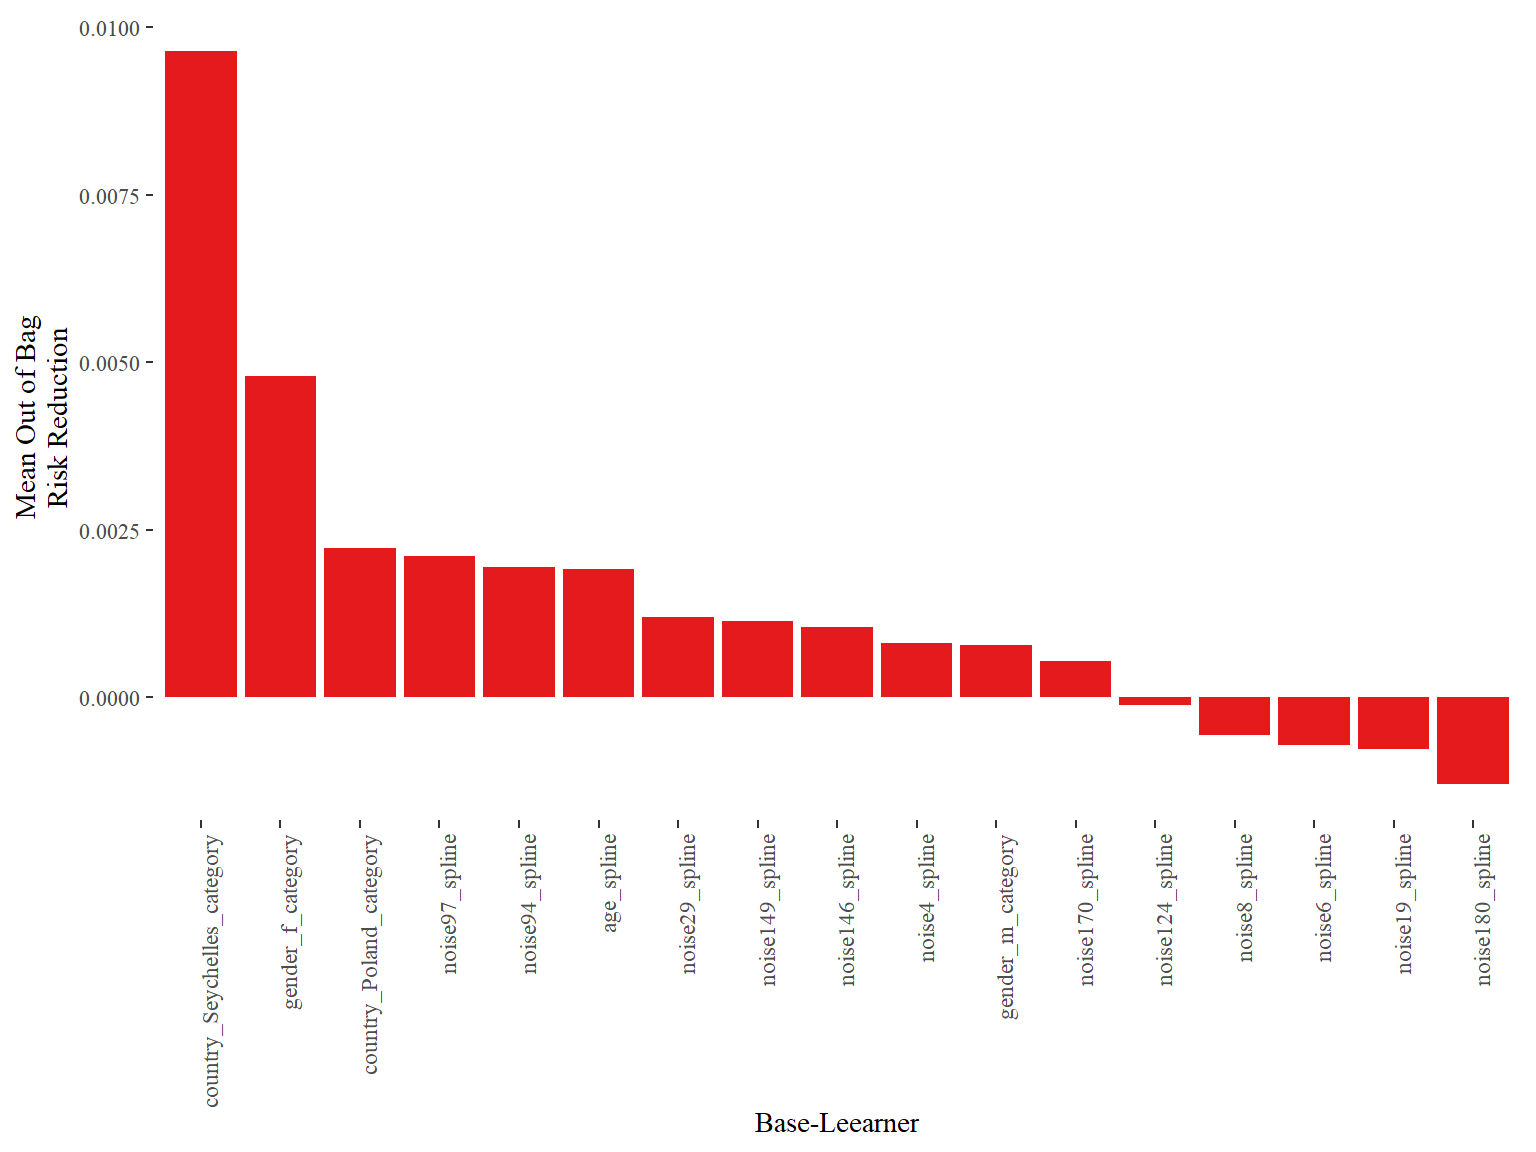 0.0100
0.0075
0.0050
0.0025
0.0000
Mean Out of Bag
Risk Reduction
country_Seychelles_category
gender_f_category
country_Poland_category
noise97_spline
noise94_spline
age_spline
noise29_spline
noise149_spline
noise146_spline
noise4_spline
gender_m_category
noise170_spline
noise124_spline
noise8_spline
noise6_spline
noise19_spline
noise180_spline
Base-Leearner